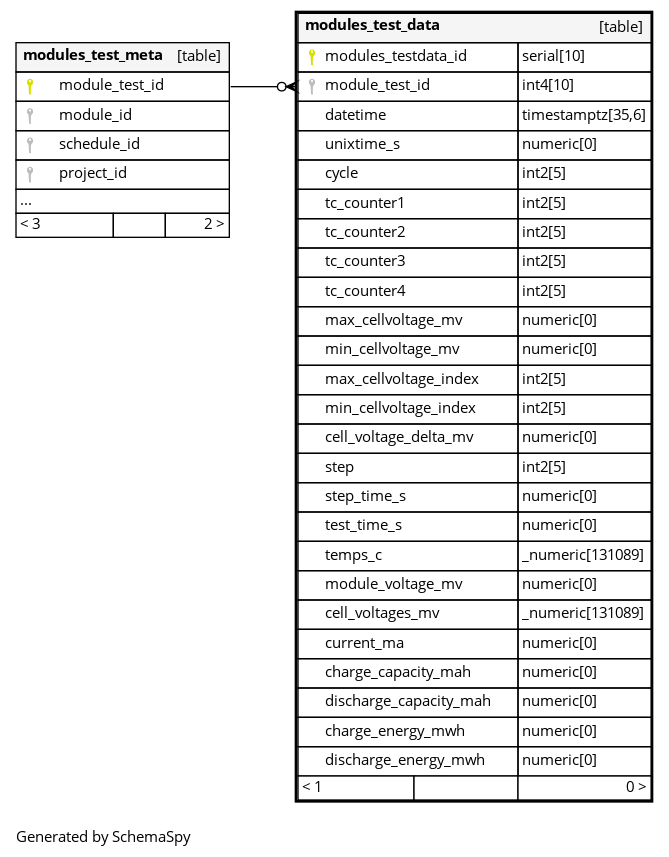 modules_test_meta [table]
module_test_id
module_id
schedule_id
project_id
...
< 3 2 >
modules_test_data [table]
modules_testdata_id serial[10]
module_test_id int4[10]
datetime timestamptz[35,6]
unixtime_s numeric[0]
cycle int2[5]
tc_counter1 int2[5]
tc_counter2 int2[5]
tc_counter3 int2[5]
tc_counter4 int2[5]
max_cellvoltage_mv numeric[0]
min_cellvoltage_mv numeric[0]
max_cellvoltage_index int2[5]
min_cellvoltage_index int2[5]
cell_voltage_delta_mv numeric[0]
step int2[5]
step_time_s numeric[0]
test_time_s numeric[0]
temps_c _numeric[131089]
module_voltage_mv numeric[0]
cell_voltages_mv _numeric[131089]
current_ma numeric[0]
charge_capacity_mah numeric[0]
discharge_capacity_mah numeric[0]
charge_energy_mwh numeric[0]
discharge_energy_mwh numeric[0]
< 1 0 >
Generated by SchemaSpy